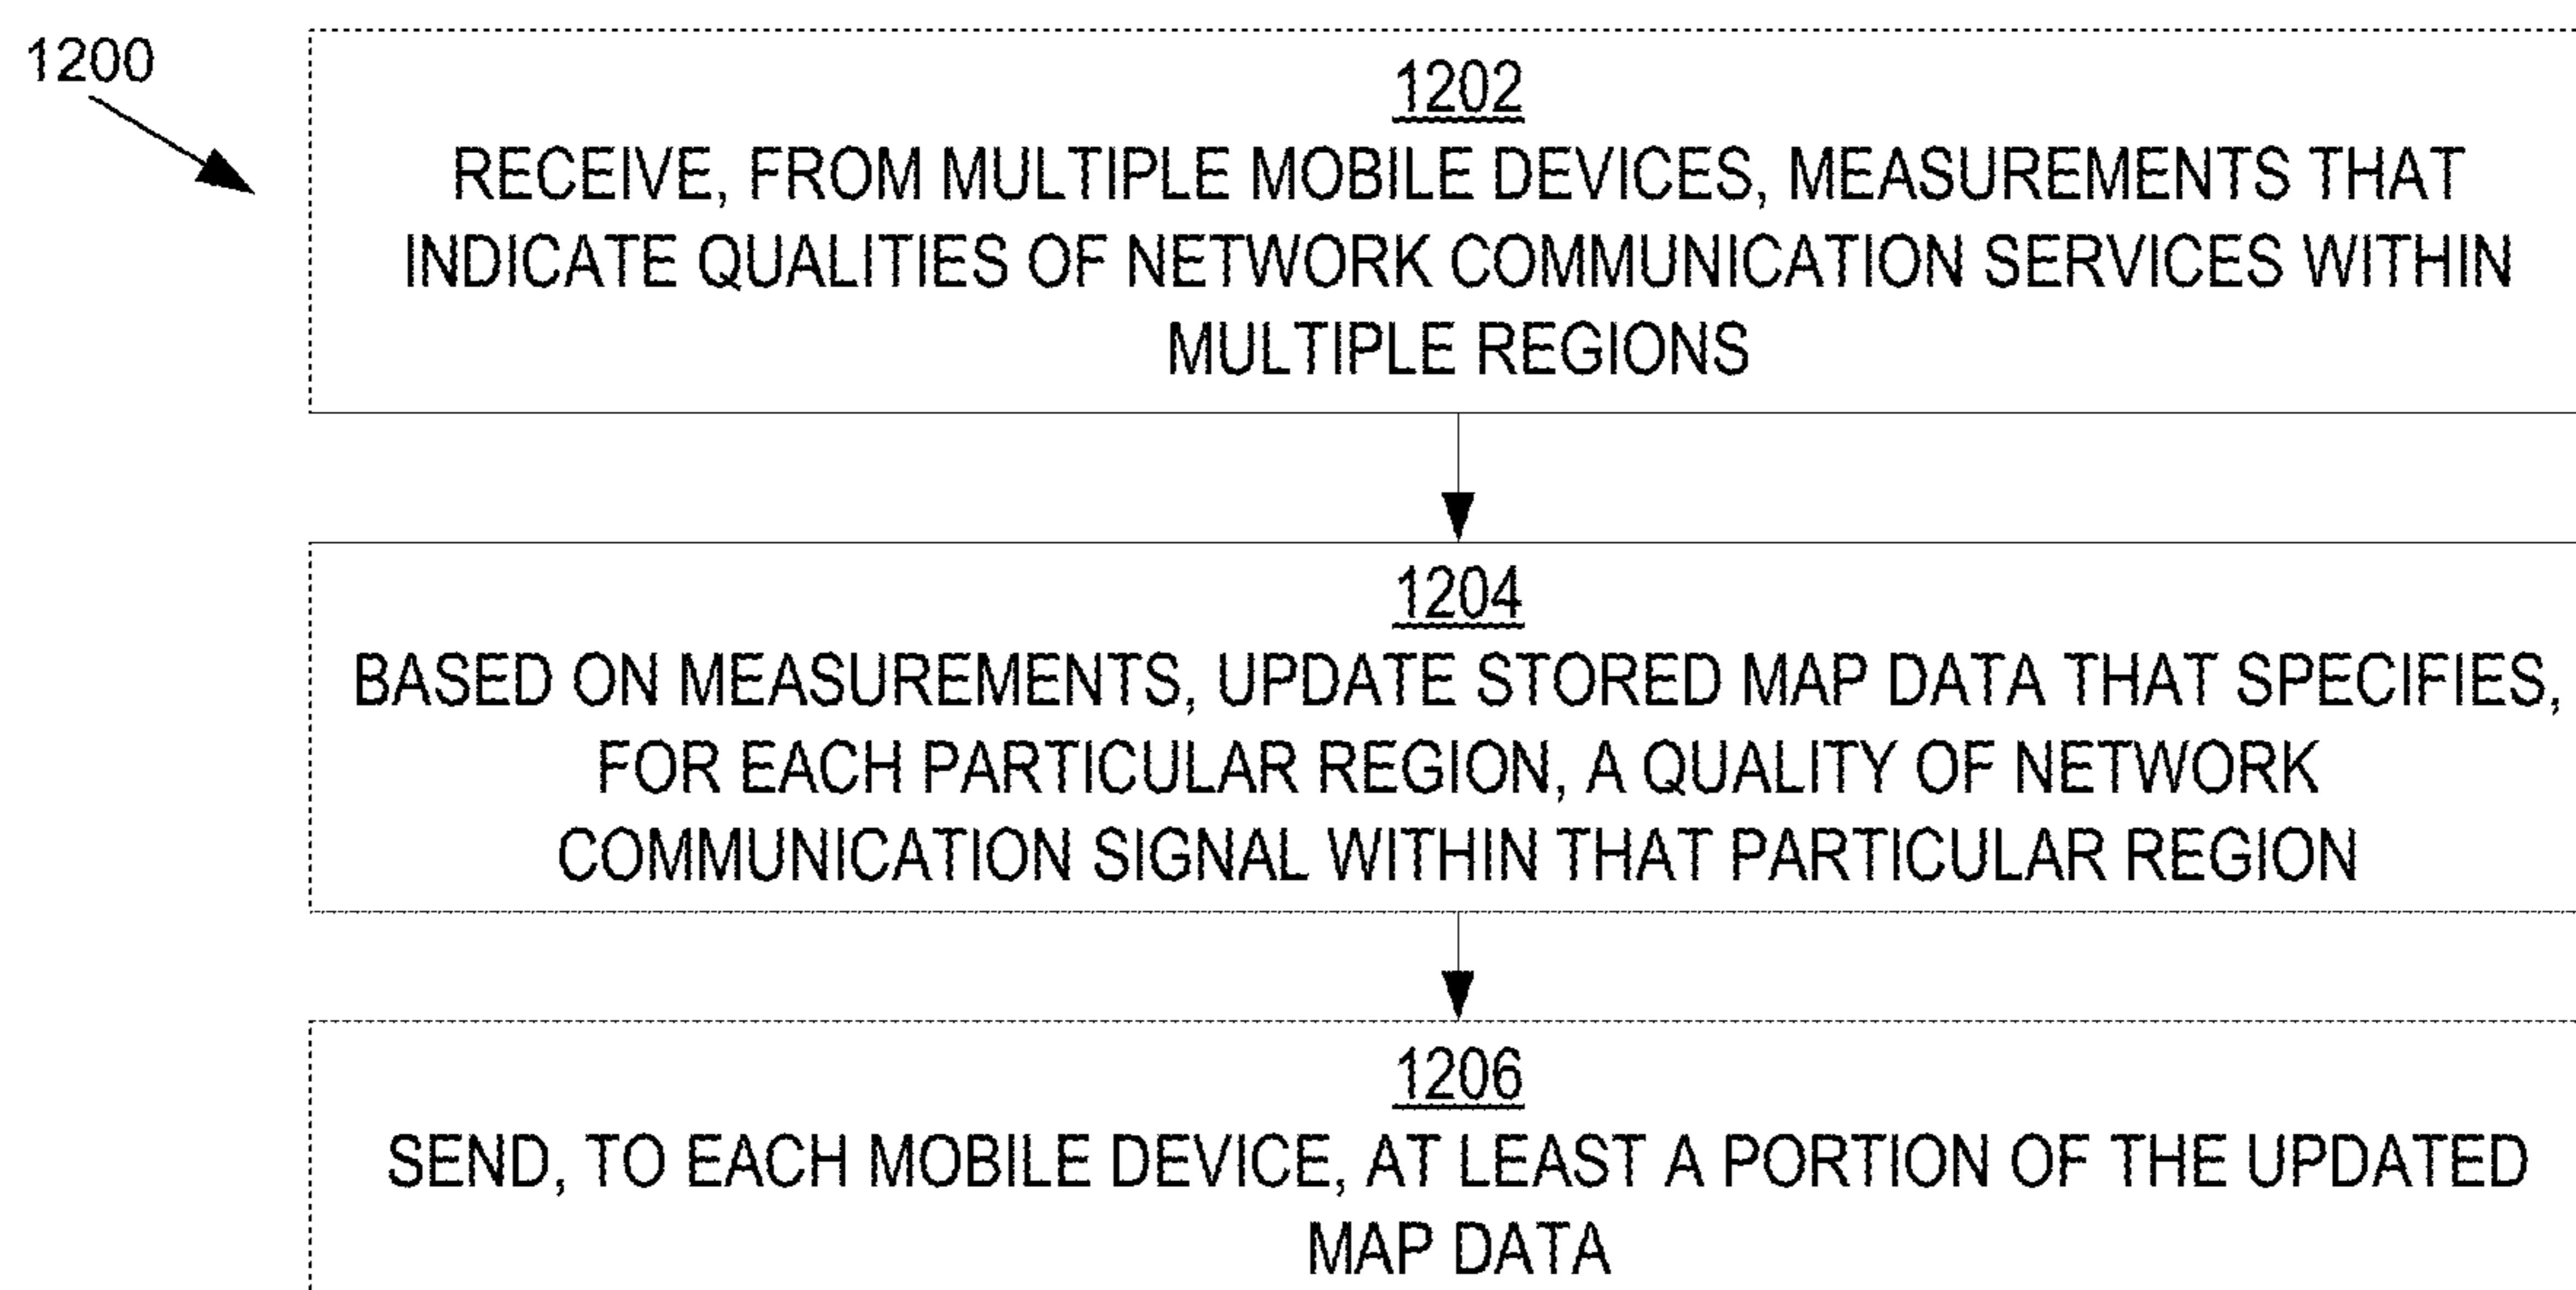 1200
1202
RECEIVE, FROM MULTIPLE MOBILE DEVICES, MEASUREMENTS THAT
INDICATE QUALITIES OF NETWORK COMMUNICATION SERVICES WITHIN
MULTIPLE REGIONS
1204
BASED ON MEASUREMENTS, UPDATE STORED MAP DATA THAT SPECIFIES,
FOR EACH PARTICULAR REGION, A QUALITY OF NETWORK
COMMUNICATION SIGNAL WITHIN THAT PARTICULAR REGION
1206
SEND, TO EACH MOBILE DEVICE, AT LEAST A PORTION OF THE UPDATED
MAP DATA